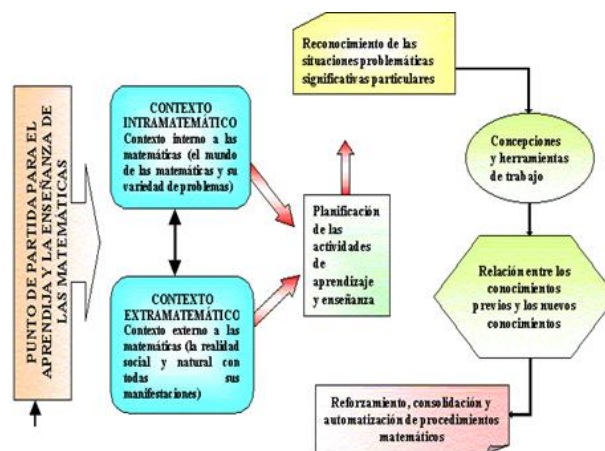 PUNTO DE PARTIDA PARA EL
APRENDIJA Y LA ENSEÑANZA DE
LAS MATEMÁTICAS
CONTEXTO
INTRAMATEMÁTICO
Contexto interno a las
matemáticas (el mundo
de las matemáticas y su
variedad de problemas)
CONTEXTO
EXTRAMATEMÁTICO
Contexto externo a las
matemáticas (la realidad
social y natural con
todas sus
manifestaciones)
Planificación
de las
actividades
de
aprendizaje
y enseñanza
Reconocimiento de las
situaciones problemáticas
significativas particulares
Concepciones
y herramientas
de trabajo
Relación entre los
conocimientos
previos y los nuevos
conocimientos
Reforzamiento, consolidación y
automatización de procedimientos
matemáticos